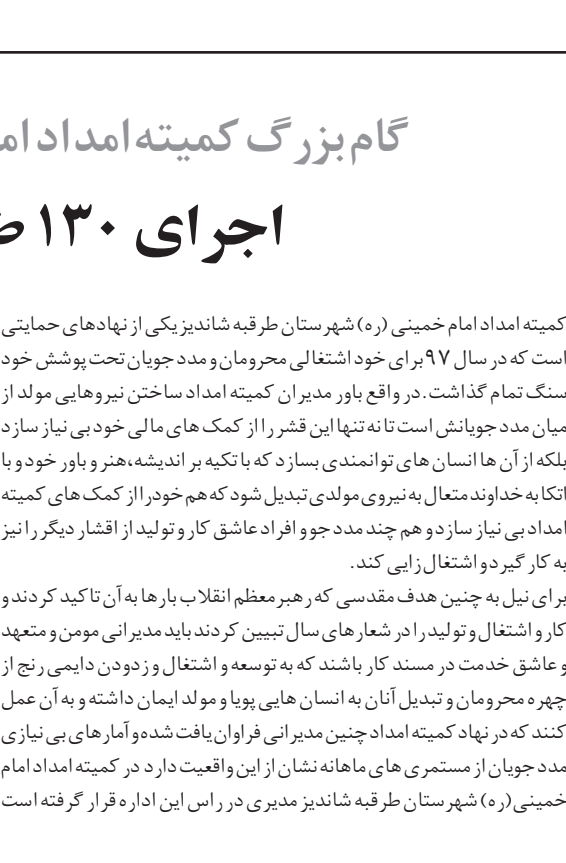 گام بزرگ کمیته امداد
اجرای ۱۳۰
کمیته امداد امام خمینی (ره) شهرستان طرقبه شاندیز یکی از نهادهای حمایتی
است که در سال ۹۷ برای خود اشتغالی محرومان و مدد جویان تحت پوشش خود
سنگ تمام گذاشت. در واقع باور مدیران کمیته امداد ساختن نیروهایی مولد از
میان مدد جویانش است تا نه تنها این قشر را از کمک های مالی خود بی نیاز سازد
بلکه از آن ها انسان های توانمندی بسازد که با تکیه بر اندیشه،هنر و باور خود و با
اتکا به خداوند متعال به نیروی مولدی تبدیل شود که هم خودرا از کمک های کمیته
امداد بی نیاز سازد و هم چند مدد جو و افراد عاشق کار و تولید از اقشار دیگر را نیز
به کار گیرد و اشتغال زایی کند.
برای نیل به چنین هدف مقدسی که رهبر معظم انقلاب بارها به آن تاکید کردند و
کار و اشتغال و تولید را در شعارهای سال تبیین کردند باید مدیرانی مومن و متعهد
و عاشق خدمت در مسند کار باشند که به توسعه و اشتغال و زدودن دایمی رنج از
چهره محرومان و تبدیل آنان به انسان هایی پویا و مولد ایمان داشته و به آن عمل
کنند که در نهاد کمیته امداد چنین مدیرانی فراوان یافت شده و آمارهای بی نیازی
مدد جویان از مستمری های ماهانه نشان از این واقعیت دارد در کمیته امداد امام
خمینی(ره) شهرستان طرقبه شاندیز مدیری در راس این اداره قرار گرفته است